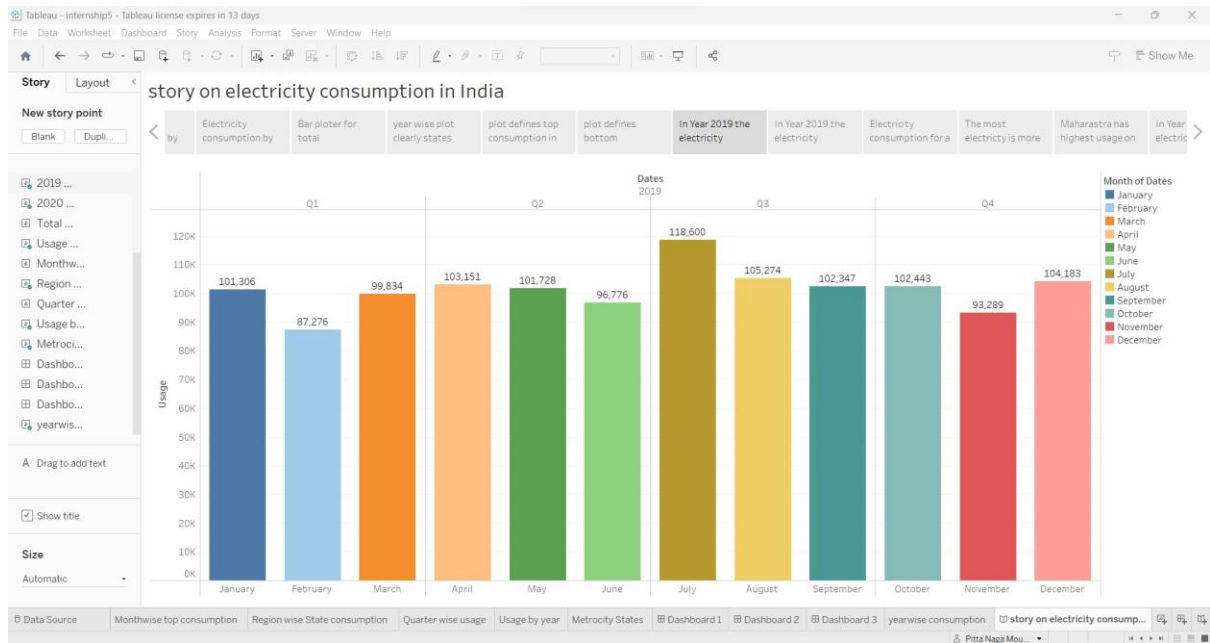 Tableau - internship5 - Tableau license expires in 13 days
File Data Worksheet Dashboard Story Analysis Format Server Window Help
Show Me
Story Layout
New story point
Blank Dupli...
2019 ...
2020 ...
Total ...
Usage ...
Monthw...
Region ...
Quarter ...
Usage b...
Metroci...
Dashbo...
Dashbo...
Dashbo...
yearwis...
A Drag to add text
Show title
Size
Automatic
story on electricity consumption in India
by
Electricity
consumption by
Bar ploter for
total
year wise plot
clearly states
plot defines top
consumption in
plot defines
bottom
In Year 2019 the
electricity
In Year 2019 the
electricity
Electricity
consumption for a
The most
electricty is more
Maharastra has
highest usage on
In Year
electric
Dates
2019
Q1 Q2 Q3 Q4
Usage
120K
110K
100K
90K
80K
70K
60K
50K
40K
30K
20K
10K
0K
101,306 87,276 99,834 103,151 101,728 96,776 118,600 105,274 102,347 102,443 93,289 104,183
January February March April May June July August September October November December
Month of Dates
January
February
March
April
May
June
July
August
September
October
November
December
Data Source Monthwise top consumption Region wise State consumption Quarter wise usage Usage by year Metrocity States Dashboard 1 Dashboard 2 Dashboard 3 yearwise consumption story on electricity consump...
Pitta Naga Mou...